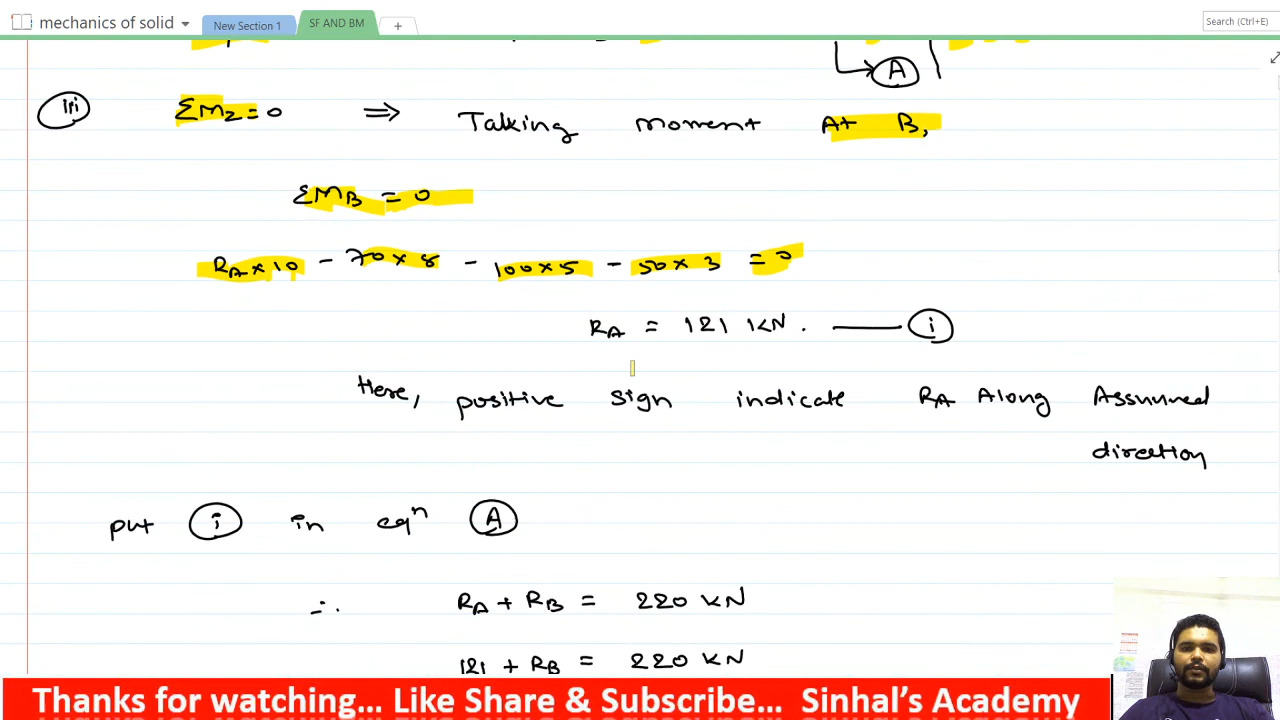 mechanics of solid
New Section 1
SF AND BM
+
Search (Ctrl+E)
A
iii ΣMz = 0 ⇒ Taking moment At B,
ΣMB = 0
RA × 10 - 70 × 8 - 100 × 5 - 50 × 3 = 0
RA = 121 KN. —— i
Here, positive sign indicate RA Along Assumed
direction
put i in eqn A
∴ RA + RB = 220 KN
121 + RB = 220 KN
Thanks for watching... Like Share & Subscribe... Sinhal's Academy